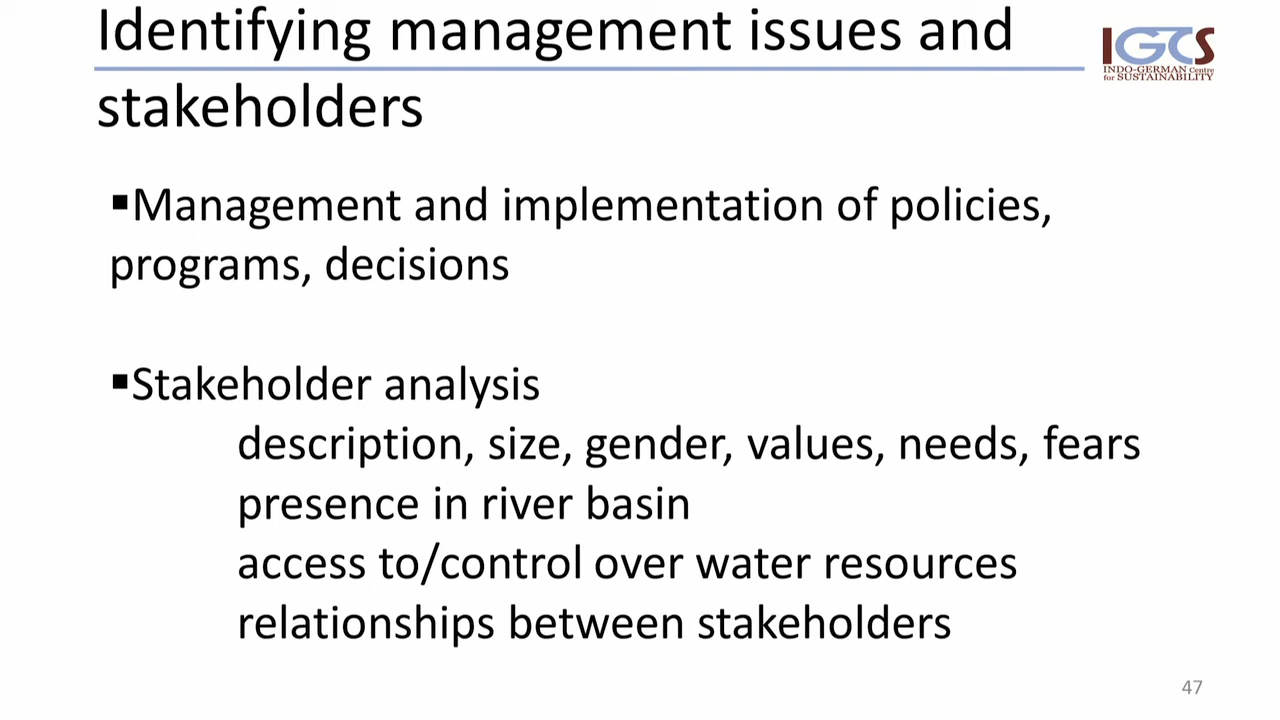 Identifying management issues and
stakeholders
IGCS
INDO-GERMAN Centre
for SUSTAINABILITY
▪Management and implementation of policies,
programs, decisions
▪Stakeholder analysis
description, size, gender, values, needs, fears
presence in river basin
access to/control over water resources
relationships between stakeholders
47